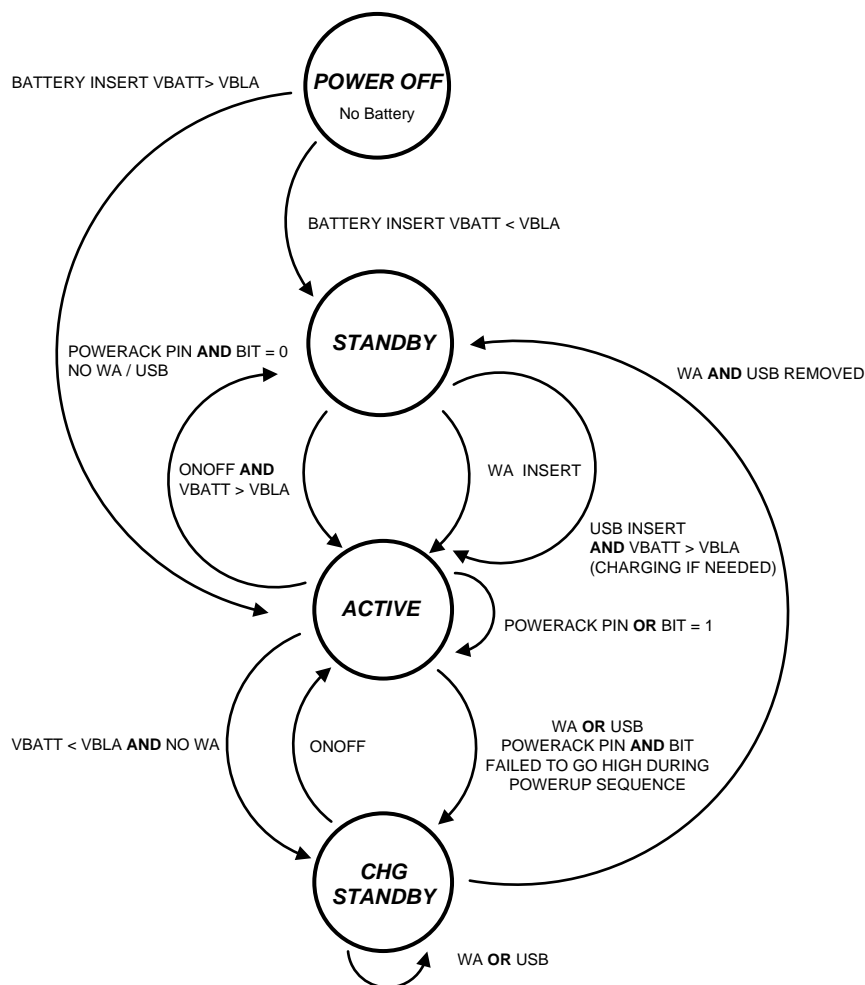 POWER OFF
No Battery
BATTERY INSERT VBATT> VBLA
BATTERY INSERT VBATT < VBLA
STANDBY
POWERACK PIN AND BIT = 0
NO WA / USB
WA AND USB REMOVED
ONOFF AND
VBATT > VBLA
WA INSERT
USB INSERT
AND VBATT > VBLA
(CHARGING IF NEEDED)
ACTIVE
POWERACK PIN OR BIT = 1
VBATT < VBLA AND NO WA
ONOFF
WA OR USB
POWERACK PIN AND BIT
FAILED TO GO HIGH DURING
POWERUP SEQUENCE
CHG
STANDBY
WA OR USB